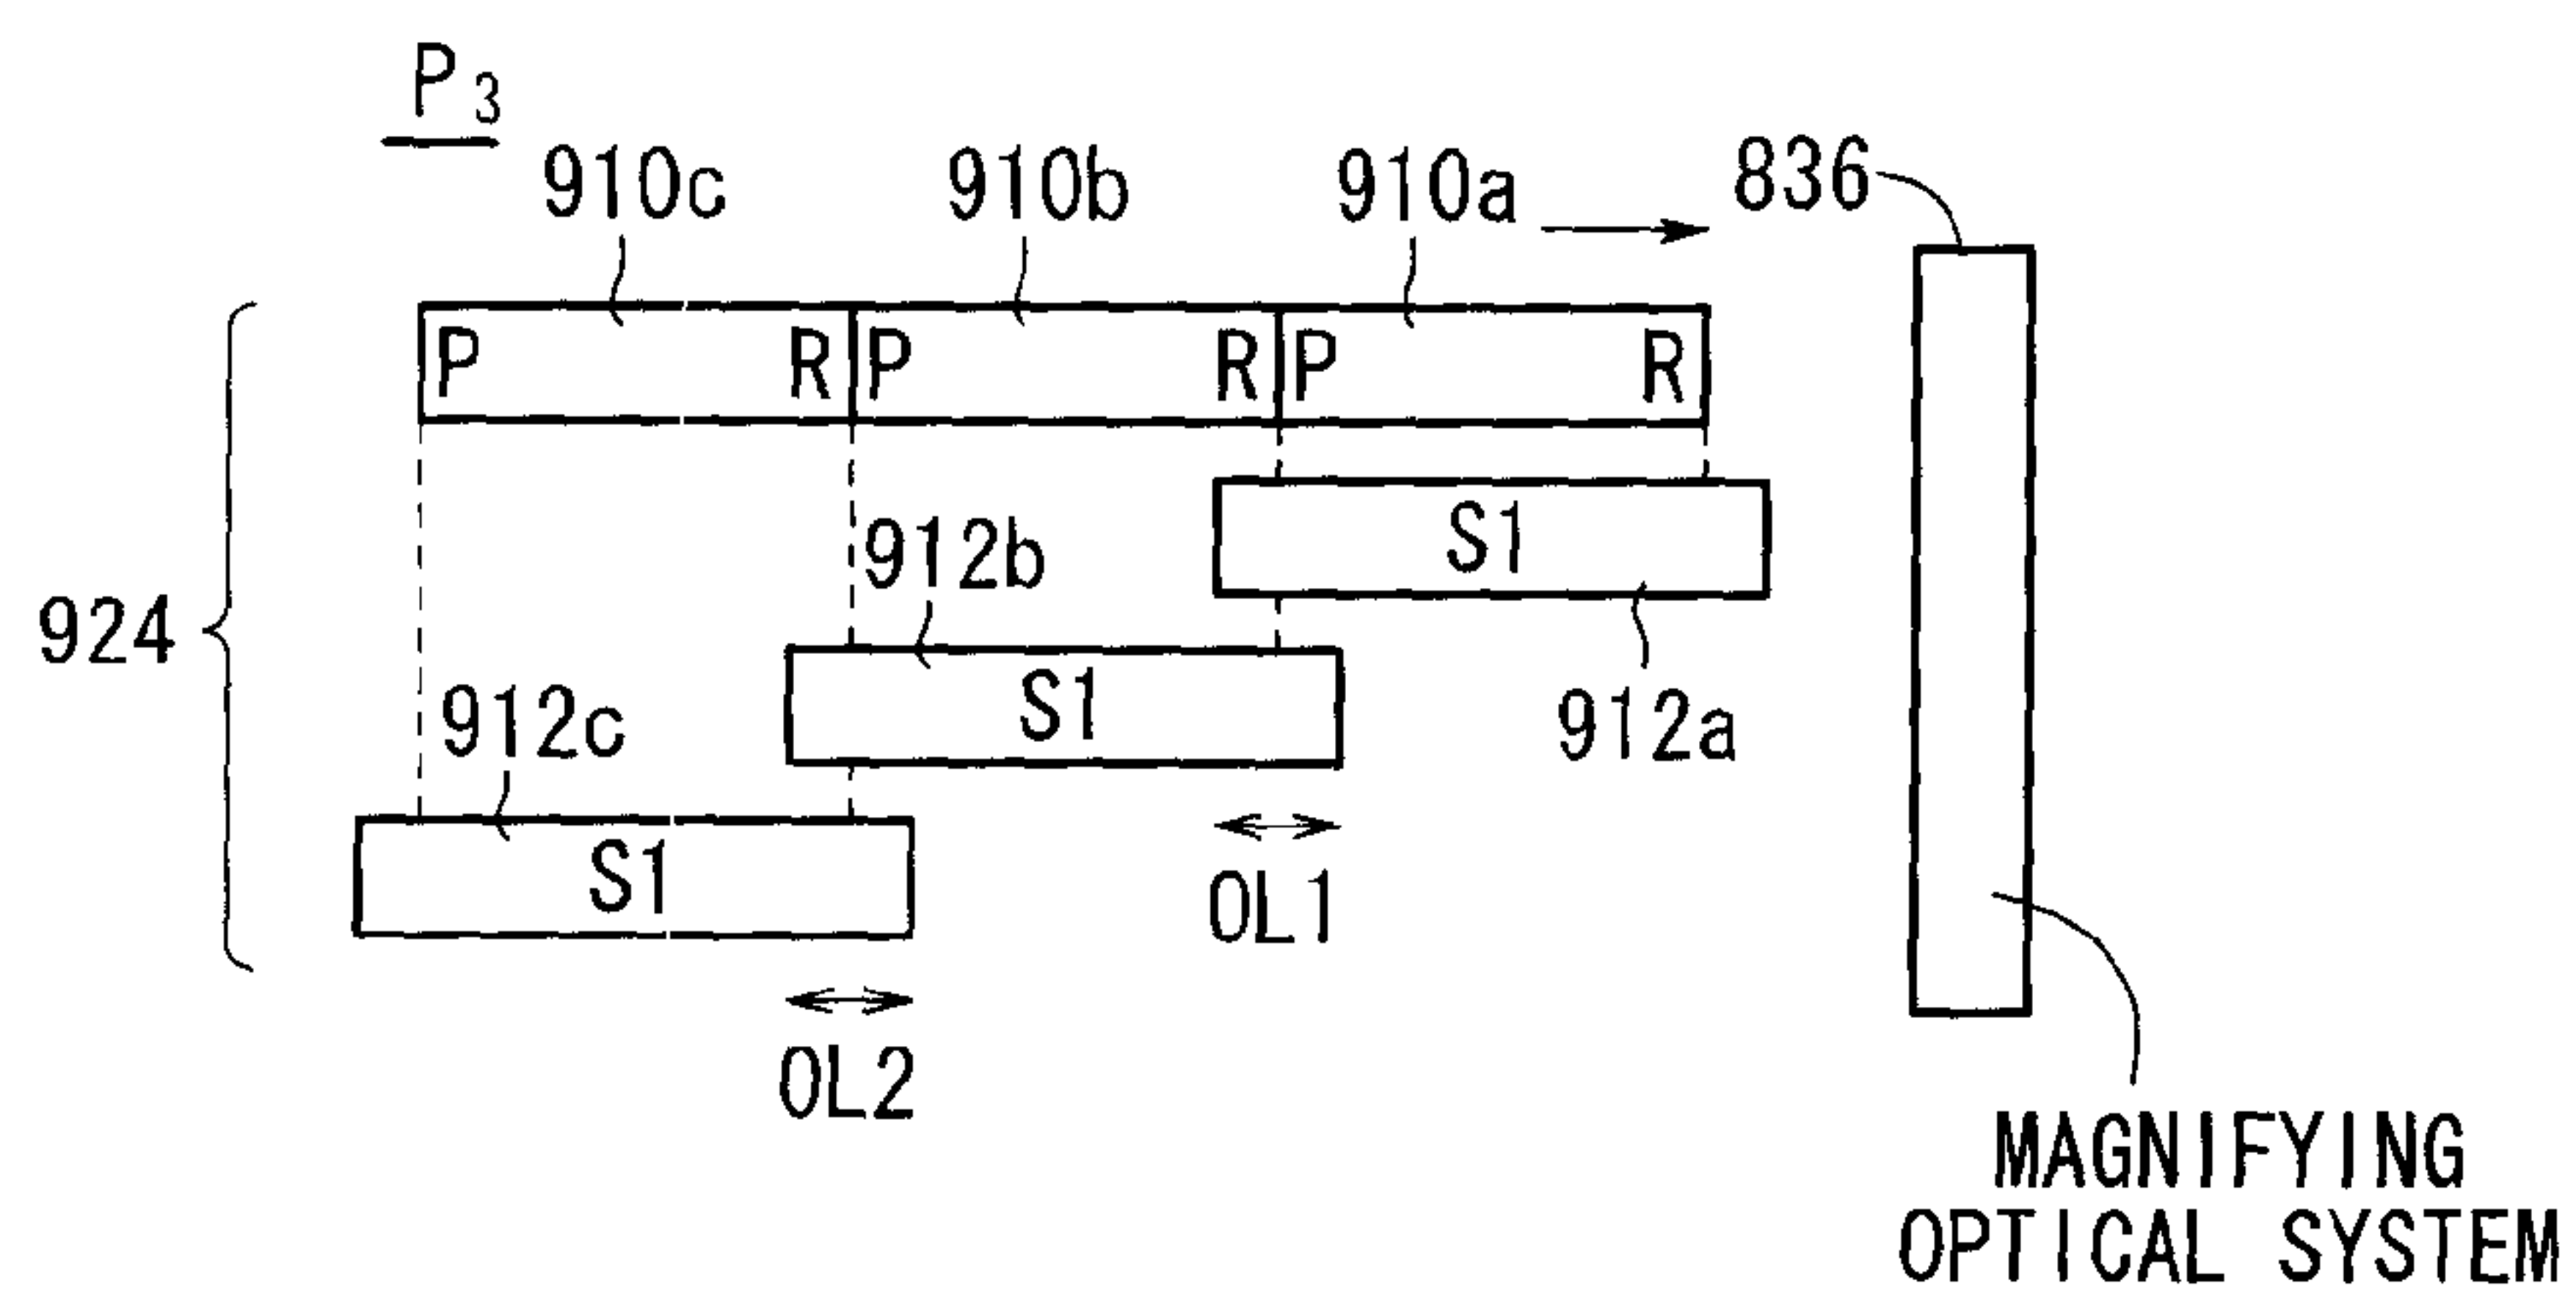 P3
910c 910b 910a 836
P R P R P R
S1
912b
924
S1
912c
912a
S1
OL1
OL2
MAGNIFYING
OPTICAL SYSTEM